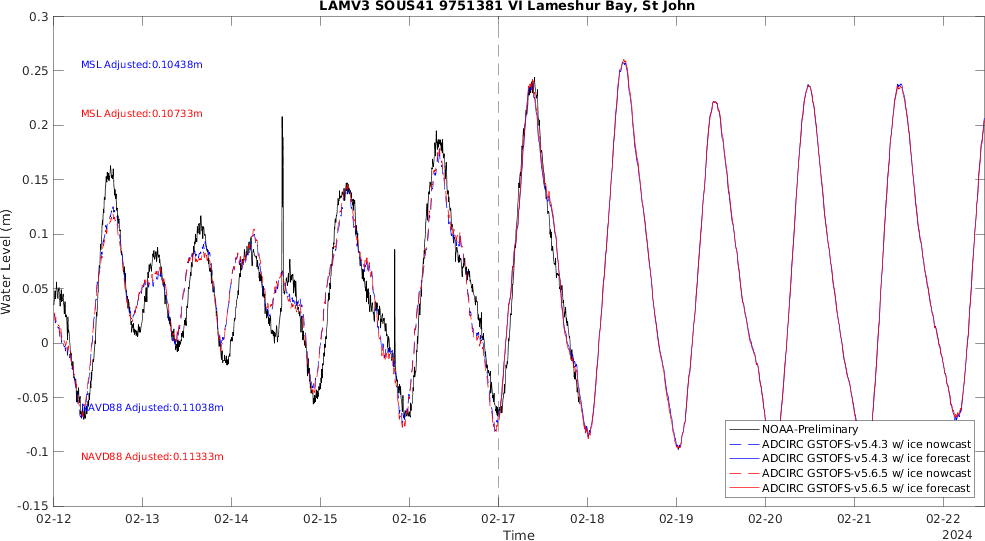 LAMV3 SOUS41 9751381 VI Lameshur Bay, St John
0.3
0.25
0.2
0.15
0.1
0.05
0
-0.05
-0.1
-0.15
Water Level (m)
MSL Adjusted:0.10438m
MSL Adjusted:0.10733m
NAVD88 Adjusted:0.11038m
NAVD88 Adjusted:0.11333m
NOAA-Preliminary
ADCIRC GSTOFS-v5.4.3 w/ ice nowcast
ADCIRC GSTOFS-v5.4.3 w/ ice forecast
ADCIRC GSTOFS-v5.6.5 w/ ice nowcast
ADCIRC GSTOFS-v5.6.5 w/ ice forecast
02-12 02-13 02-14 02-15 02-16 02-17 02-18 02-19 02-20 02-21 02-22
Time
2024